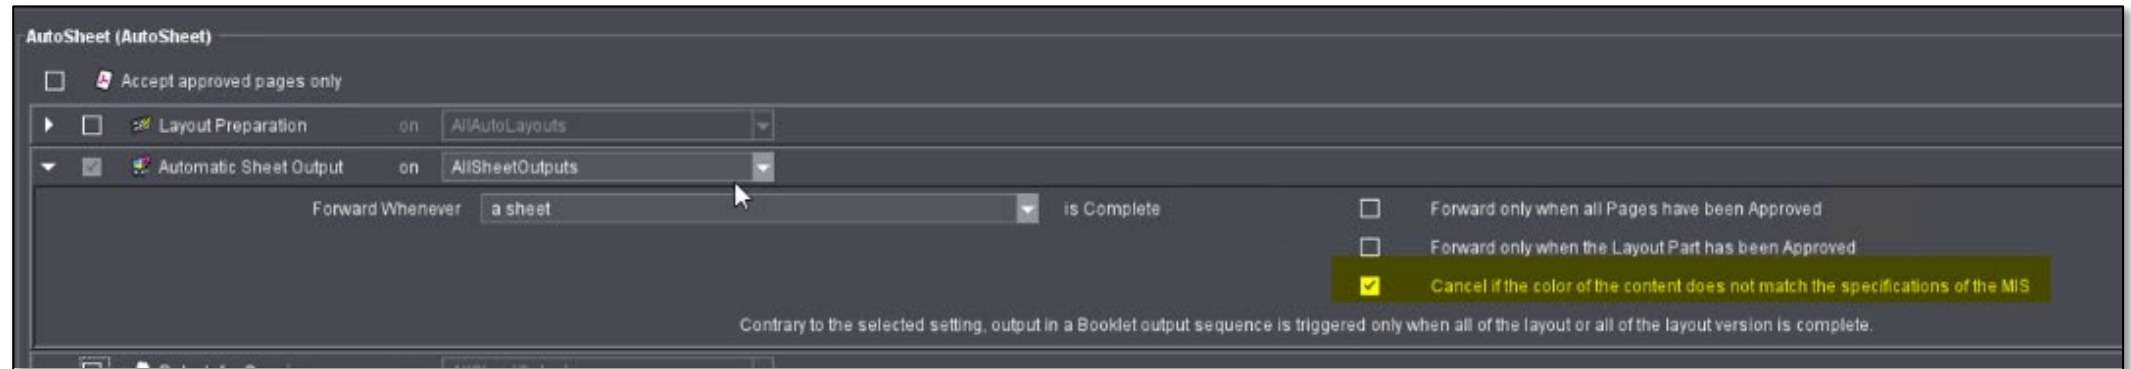 AutoSheet (AutoSheet)
Accept approved pages only
Layout Preparation on AllAutoLayouts
Automatic Sheet Output on AllSheetOutputs
Forward Whenever a sheet is Complete Forward only when all Pages have been Approved
Forward only when the Layout Part has been Approved
Cancel if the color of the content does not match the specifications of the MIS
Contrary to the selected setting, output in a Booklet output sequence is triggered only when all of the layout or all of the layout version is complete.